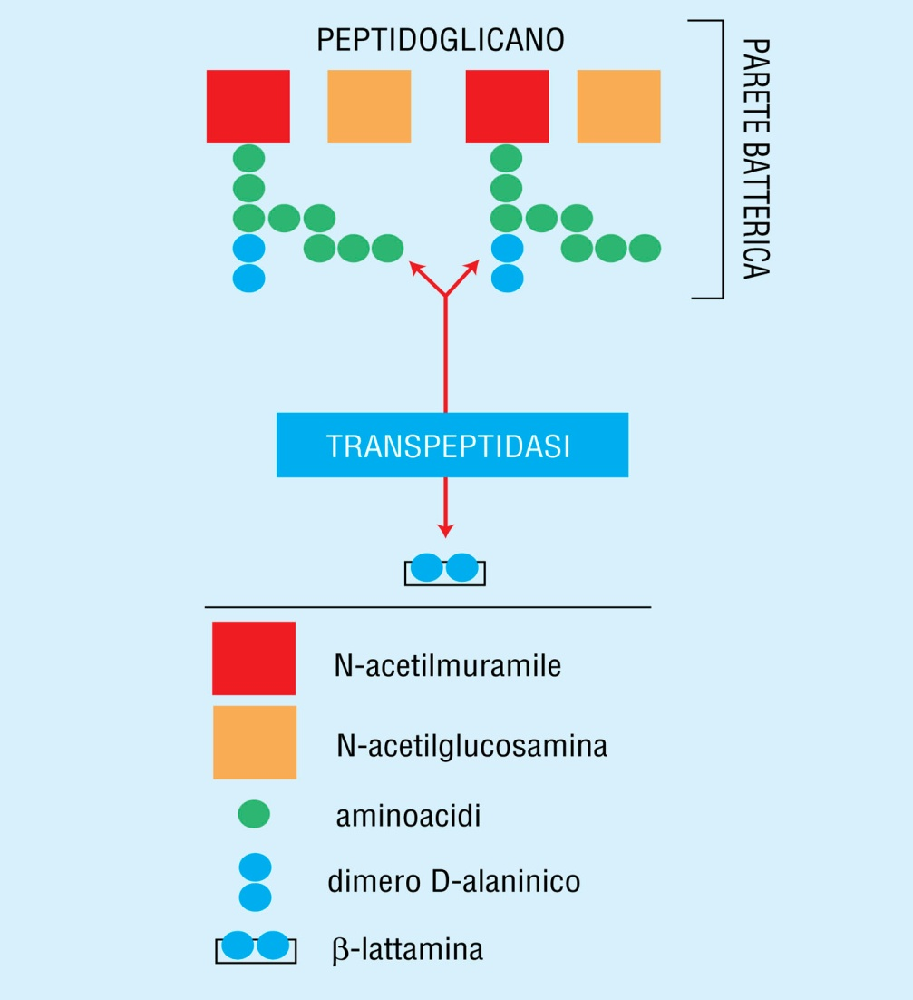 PEPTIDOGLICANO
PARETE BATTERICA
TRANSPEPTIDASI
N-acetilmuramile
N-acetilglucosamina
aminoacidi
dimero D-alaninico
β-lattamina